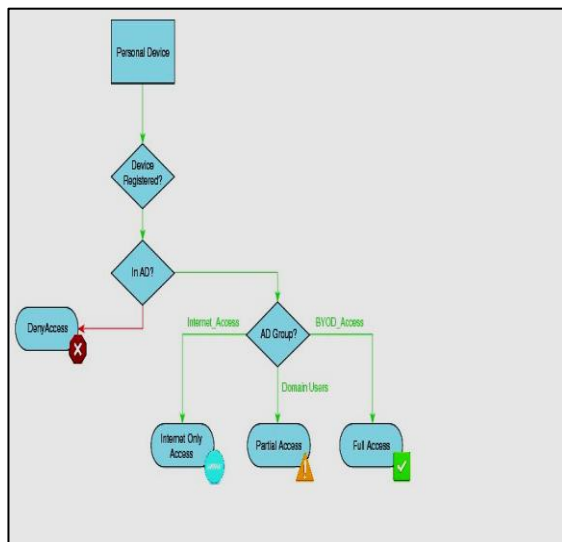 Personal Device
Device
Registered?
In AD?
DenyAccess
Internet_Access
AD Group?
BYOD_Access
Domain Users
Internet Only
Access
Partial Access
Full Access